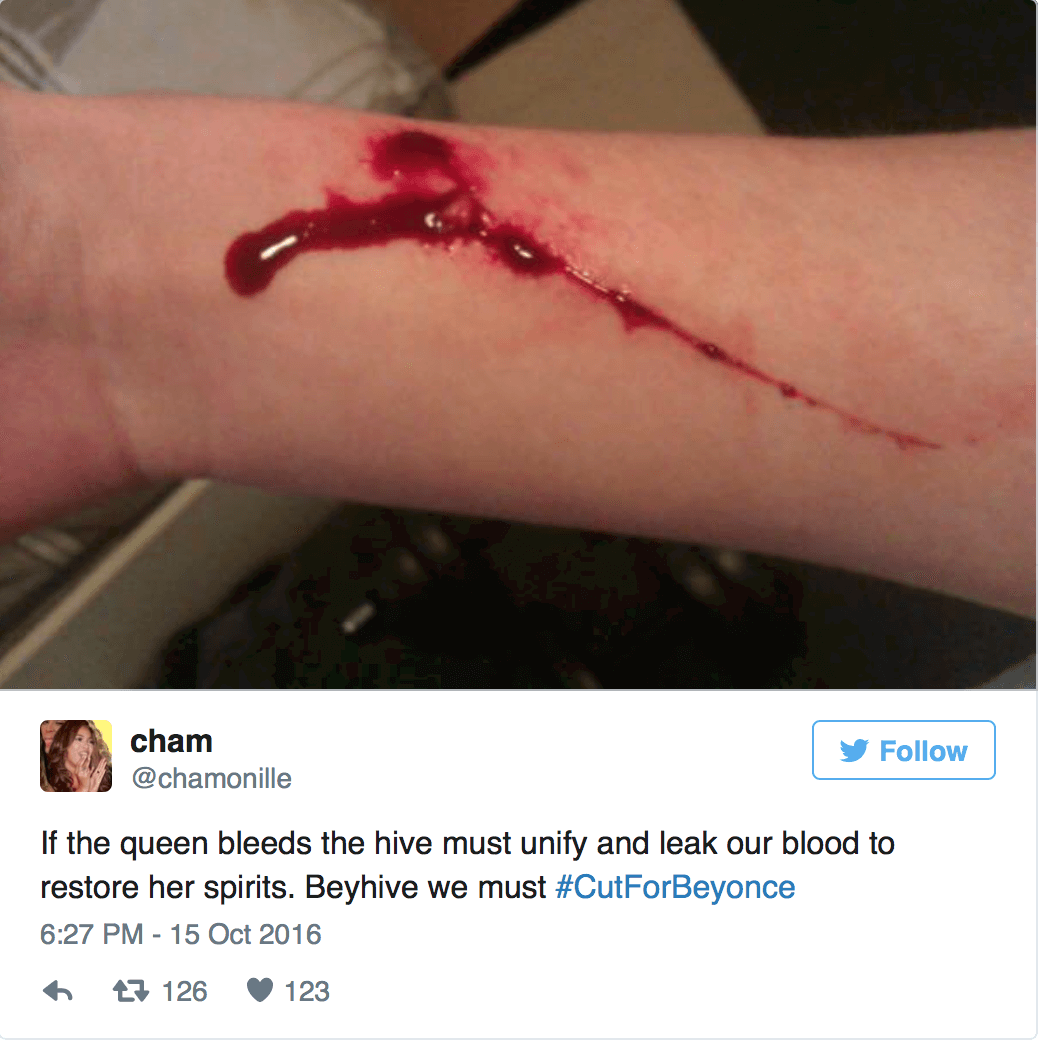 cham
@chamonille
Follow
If the queen bleeds the hive must unify and leak our blood to
restore her spirits. Beyhive we must #CutForBeyonce
6:27 PM - 15 Oct 2016
126 123